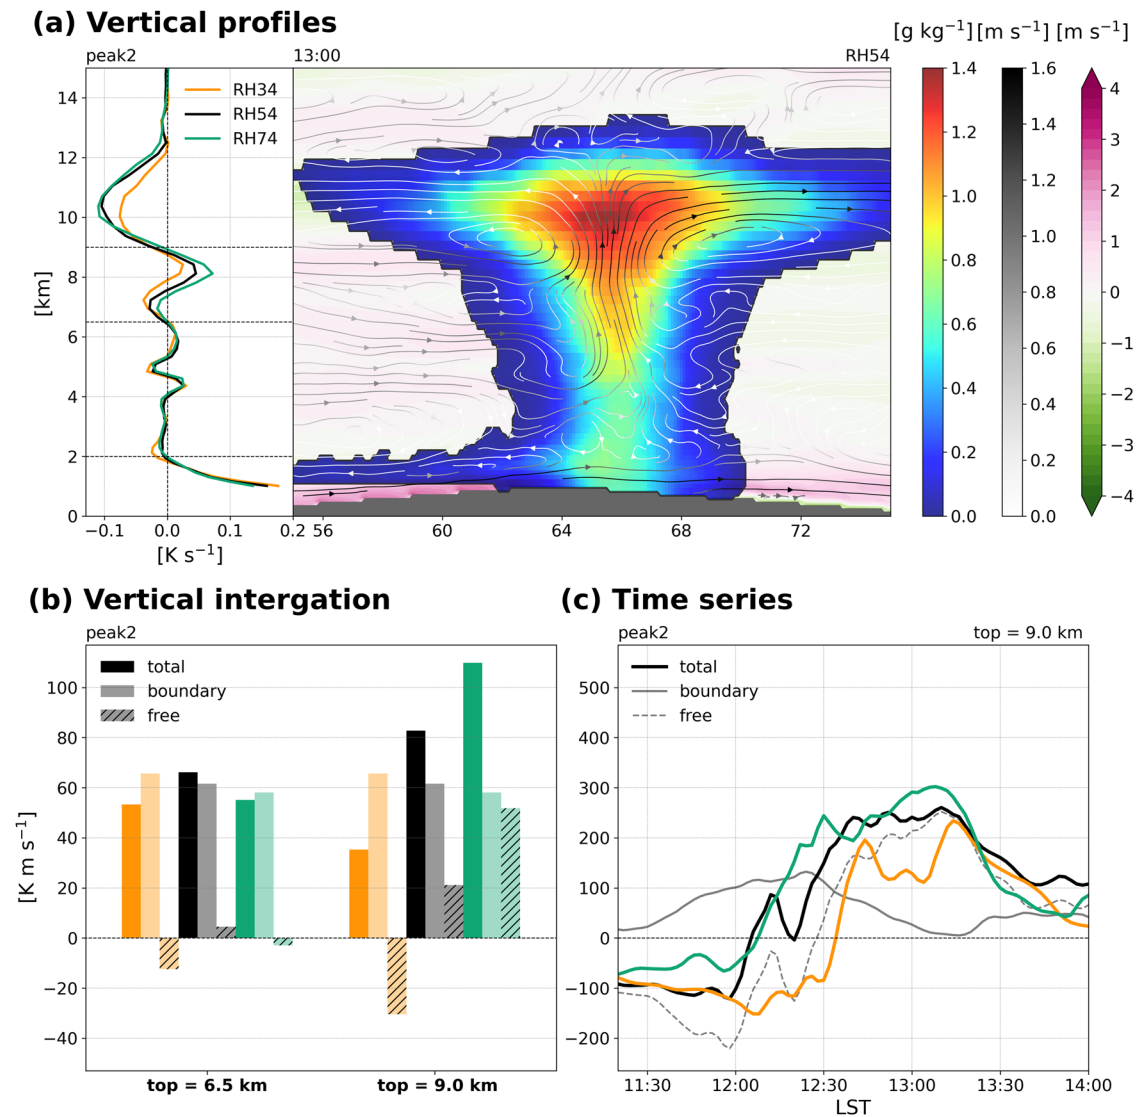 (a) Vertical profiles
[g kg⁻¹] [m s⁻¹] [m s⁻¹]
peak2 13:00 RH54
RH34
RH54
RH74
14
12
10
8
6
4
2
0
[km]
−0.1 0.0 0.1 0.2
[K s⁻¹]
56 60 64 68 72
1.4
1.2
1.0
0.8
0.6
0.4
0.2
0.0
1.6
1.4
1.2
1.0
0.8
0.6
0.4
0.2
0.0
4
3
2
1
0
−1
−2
−3
−4
(b) Vertical intergation
peak2
total
boundary
free
100
80
60
40
20
0
−20
−40
[K m s⁻¹]
top = 6.5 km top = 9.0 km
(c) Time series
peak2 top = 9.0 km
total
boundary
free
500
400
300
200
100
0
−100
−200
11:30 12:00 12:30 13:00 13:30 14:00
LST